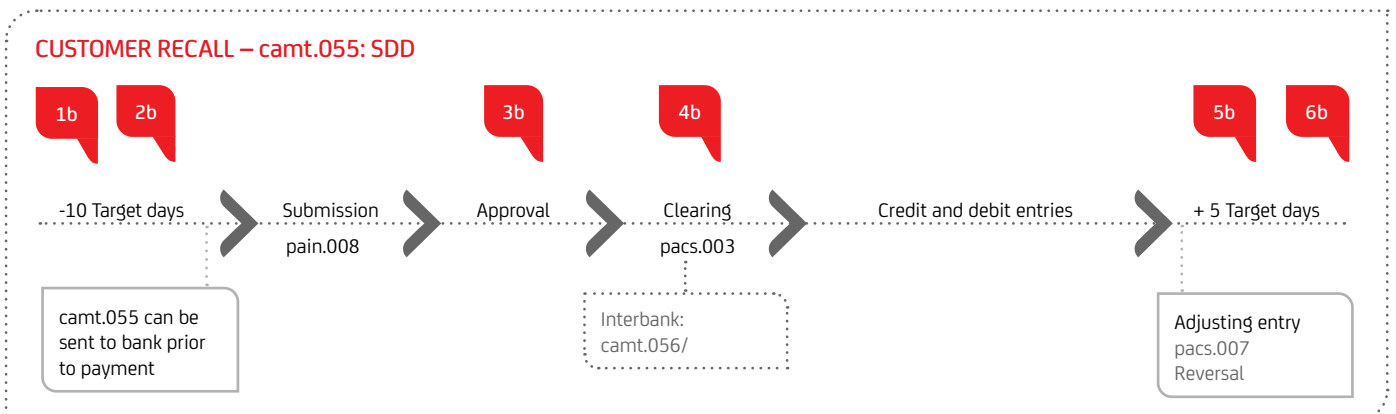 CUSTOMER RECALL – camt.055: SDD
1b
2b
3b
4b
5b
6b
-10 Target days
Submission
Approval
Clearing
Credit and debit entries
+ 5 Target days
pain.008
pacs.003
camt.055 can be
sent to bank prior
to payment
Interbank:
camt.056/
Adjusting entry
pacs.007
Reversal